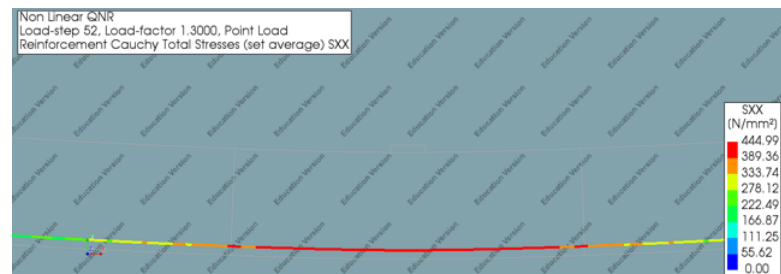 Non Linear QNR
Load-step 52, Load-factor 1.3000, Point Load
Reinforcement Cauchy Total Stresses (set average) SXX
SXX
(N/mm²)
444.99
389.36
333.74
278.12
222.49
166.87
111.25
55.62
0.00
Education Version